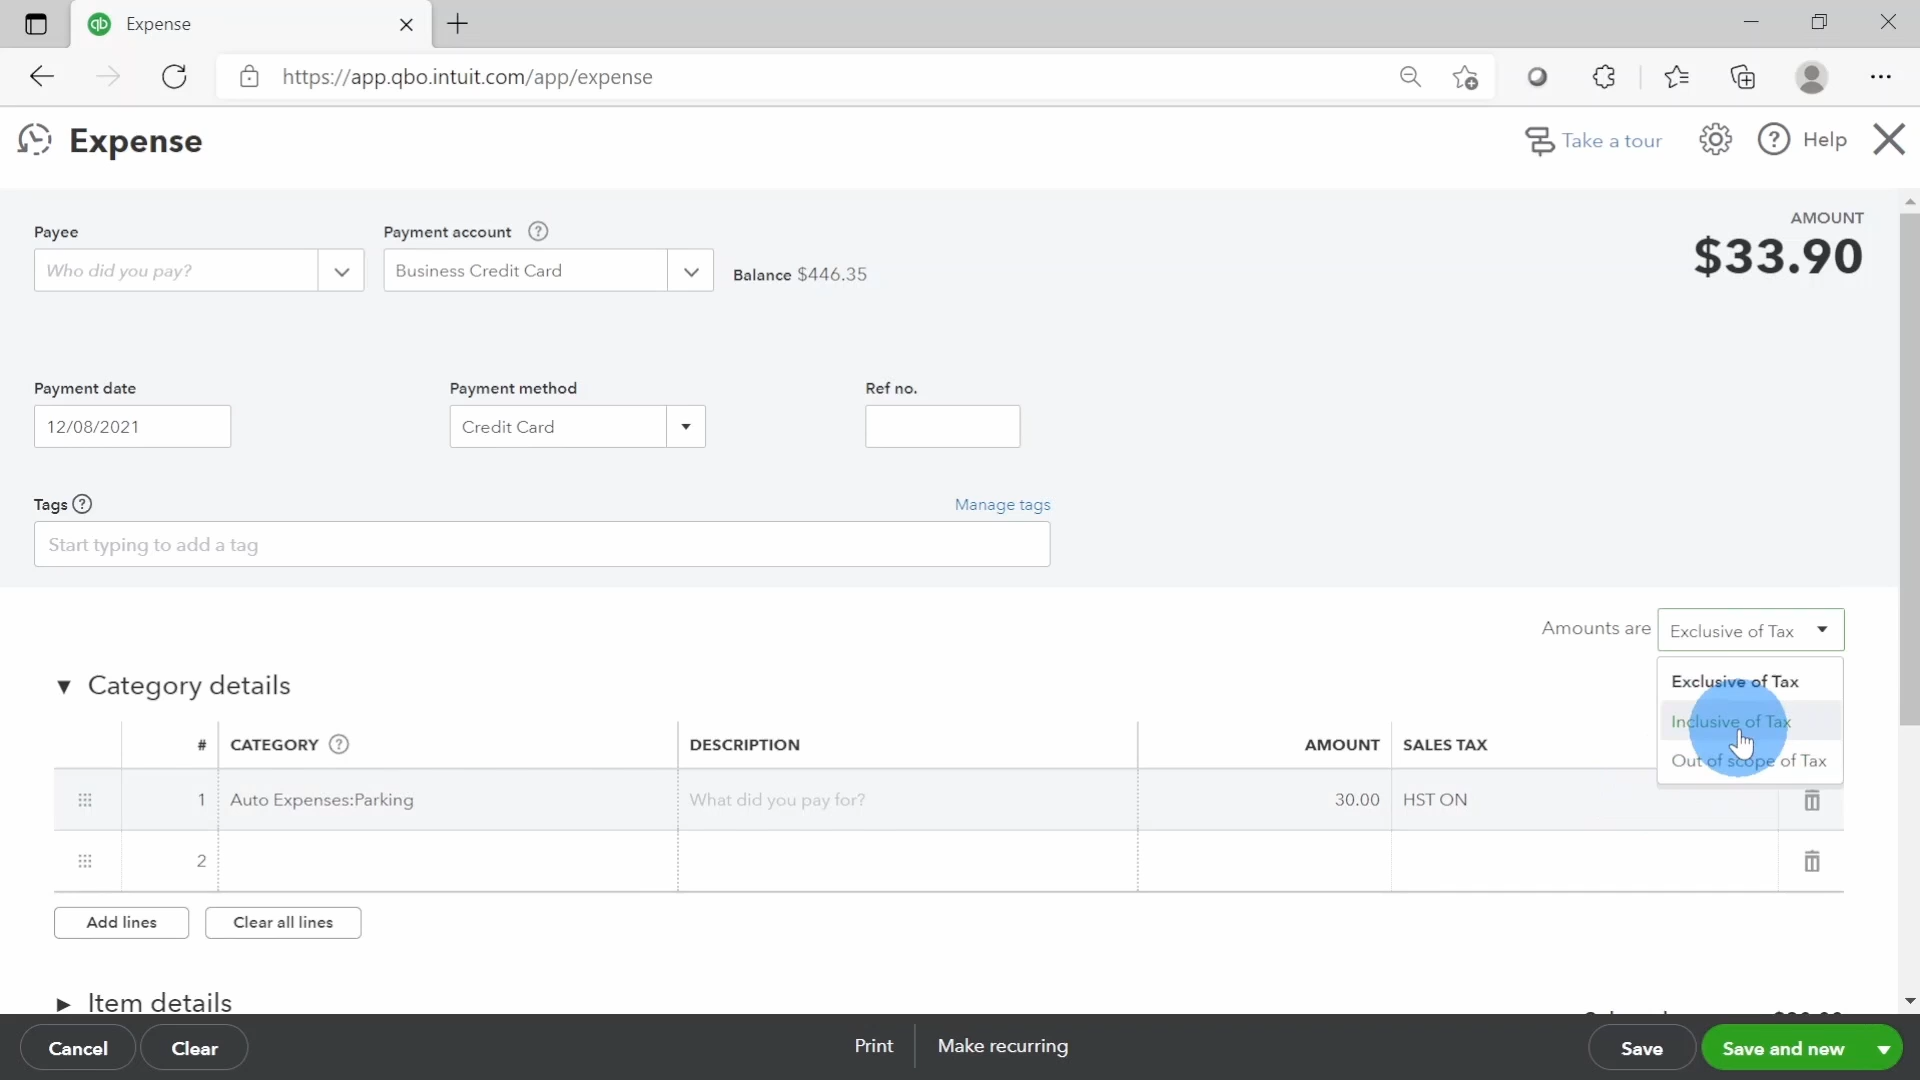 Expense
https://app.qbo.intuit.com/app/expense
Expense
Take a tour
Help
AMOUNT
$33.90
Payee
Payment account
Who did you pay?
Business Credit Card
Balance $446.35
Payment date
Payment method
Ref no.
12/08/2021
Credit Card
Tags
Manage tags
Start typing to add a tag
Amounts are
Exclusive of Tax
Exclusive of Tax
Inclusive of Tax
Out of scope of Tax
Category details
# CATEGORY DESCRIPTION AMOUNT SALES TAX
1 Auto Expenses:Parking What did you pay for? 30.00 HST ON
2
Add lines
Clear all lines
Item details
Cancel
Clear
Print
Make recurring
Save
Save and new